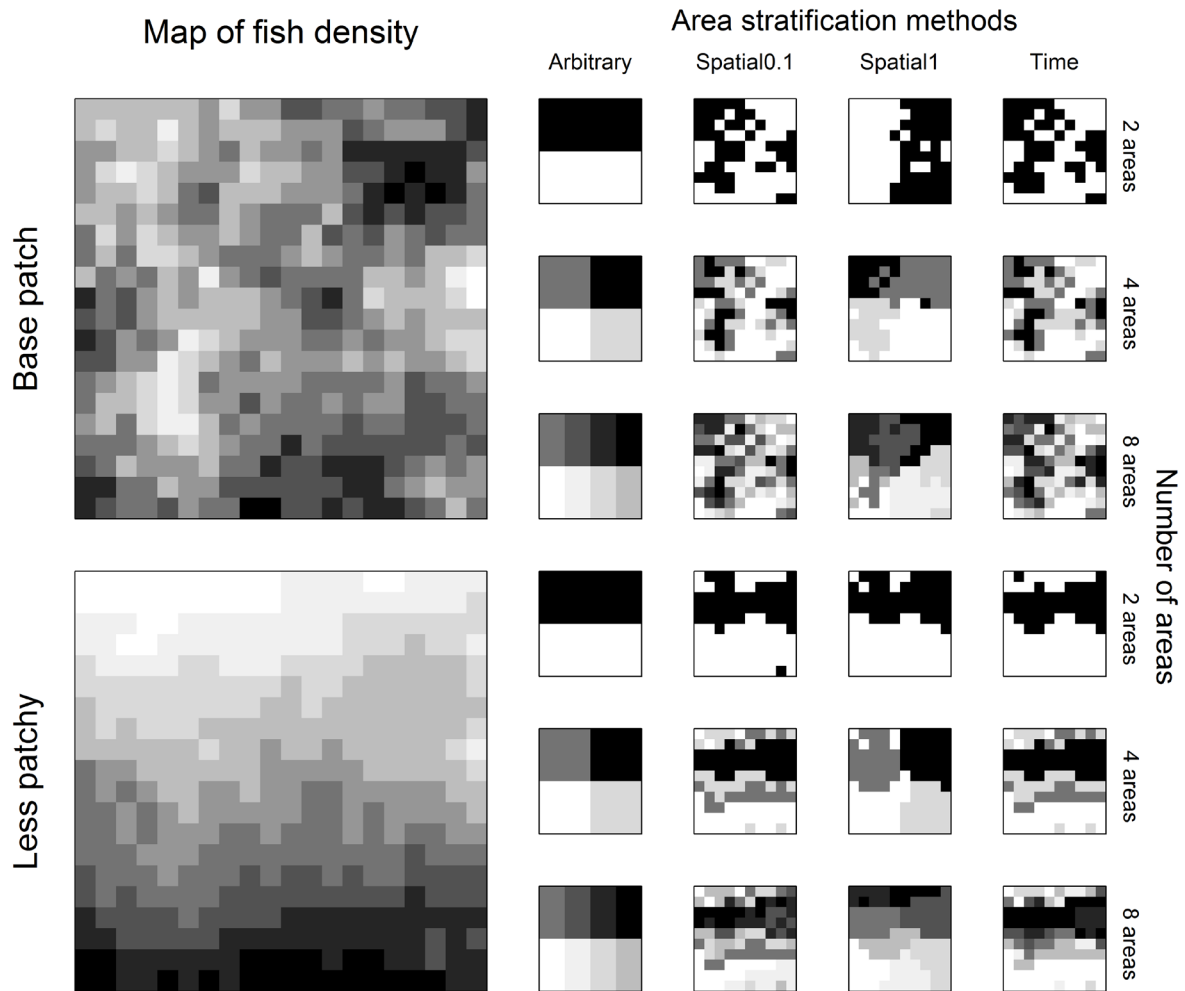 Map of fish density
Area stratification methods
Arbitrary
Spatial0.1
Spatial1
Time
Base patch
2 areas
4 areas
8 areas
Number of areas
Less patchy
2 areas
4 areas
8 areas